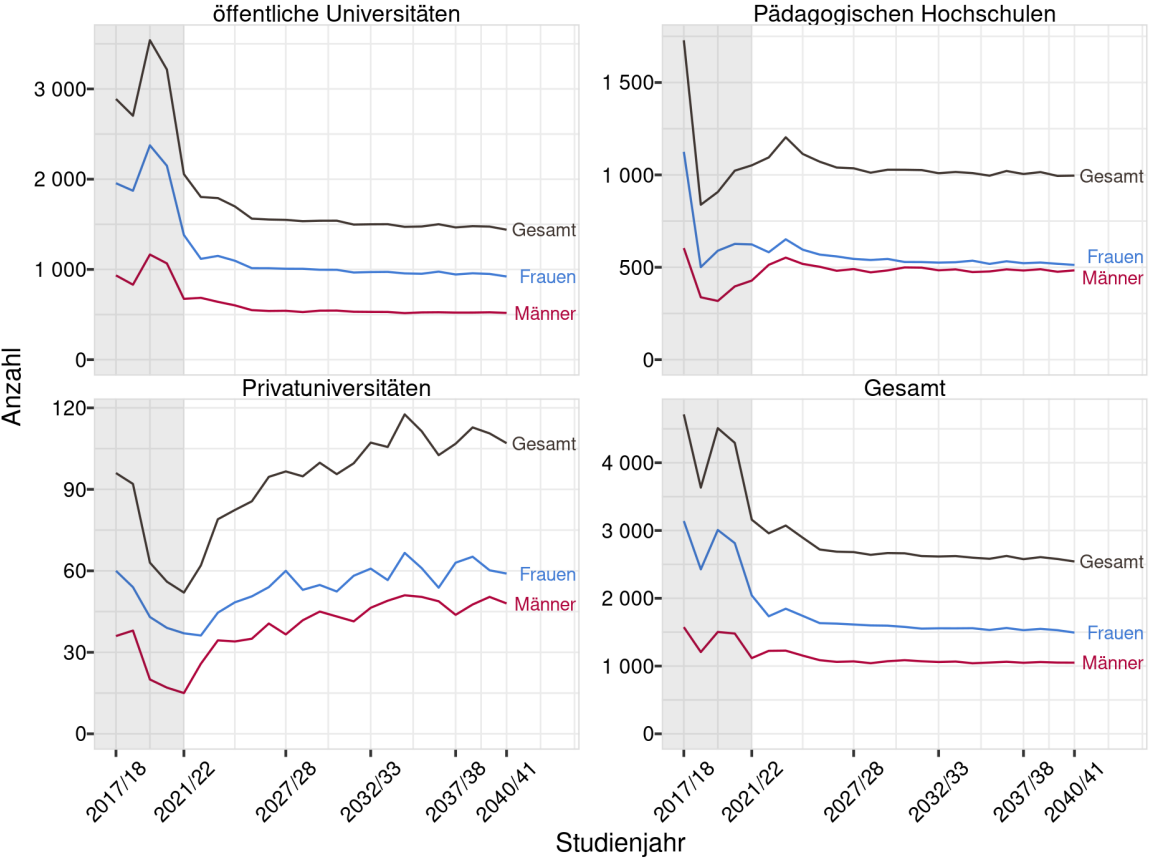 öffentliche Universitäten
Pädagogischen Hochschulen
3 000
2 000
1 000
0
Gesamt
Frauen
Männer
1 500
1 000
500
0
Gesamt
Frauen
Männer
Anzahl
Privatuniversitäten
Gesamt
120
90
60
30
0
Gesamt
Frauen
Männer
4 000
3 000
2 000
1 000
0
Gesamt
Frauen
Männer
2017/18
2021/22
2027/28
2032/33
2037/38
2040/41
2017/18
2021/22
2027/28
2032/33
2037/38
2040/41
Studienjahr